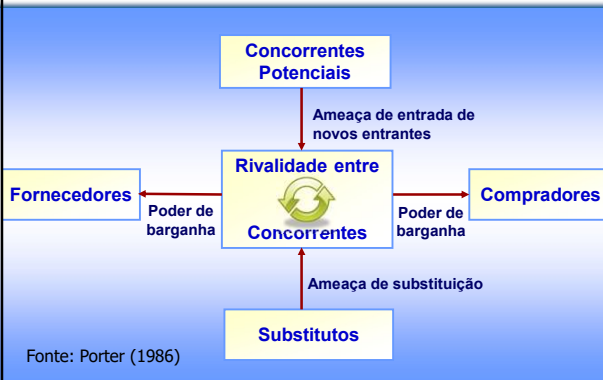 Concorrentes
Potenciais
Ameaça de entrada de
novos entrantes
Rivalidade entre
Concorrentes
Fornecedores
Poder de
barganha
Poder de
barganha
Compradores
Ameaça de substituição
Substitutos
Fonte: Porter (1986)